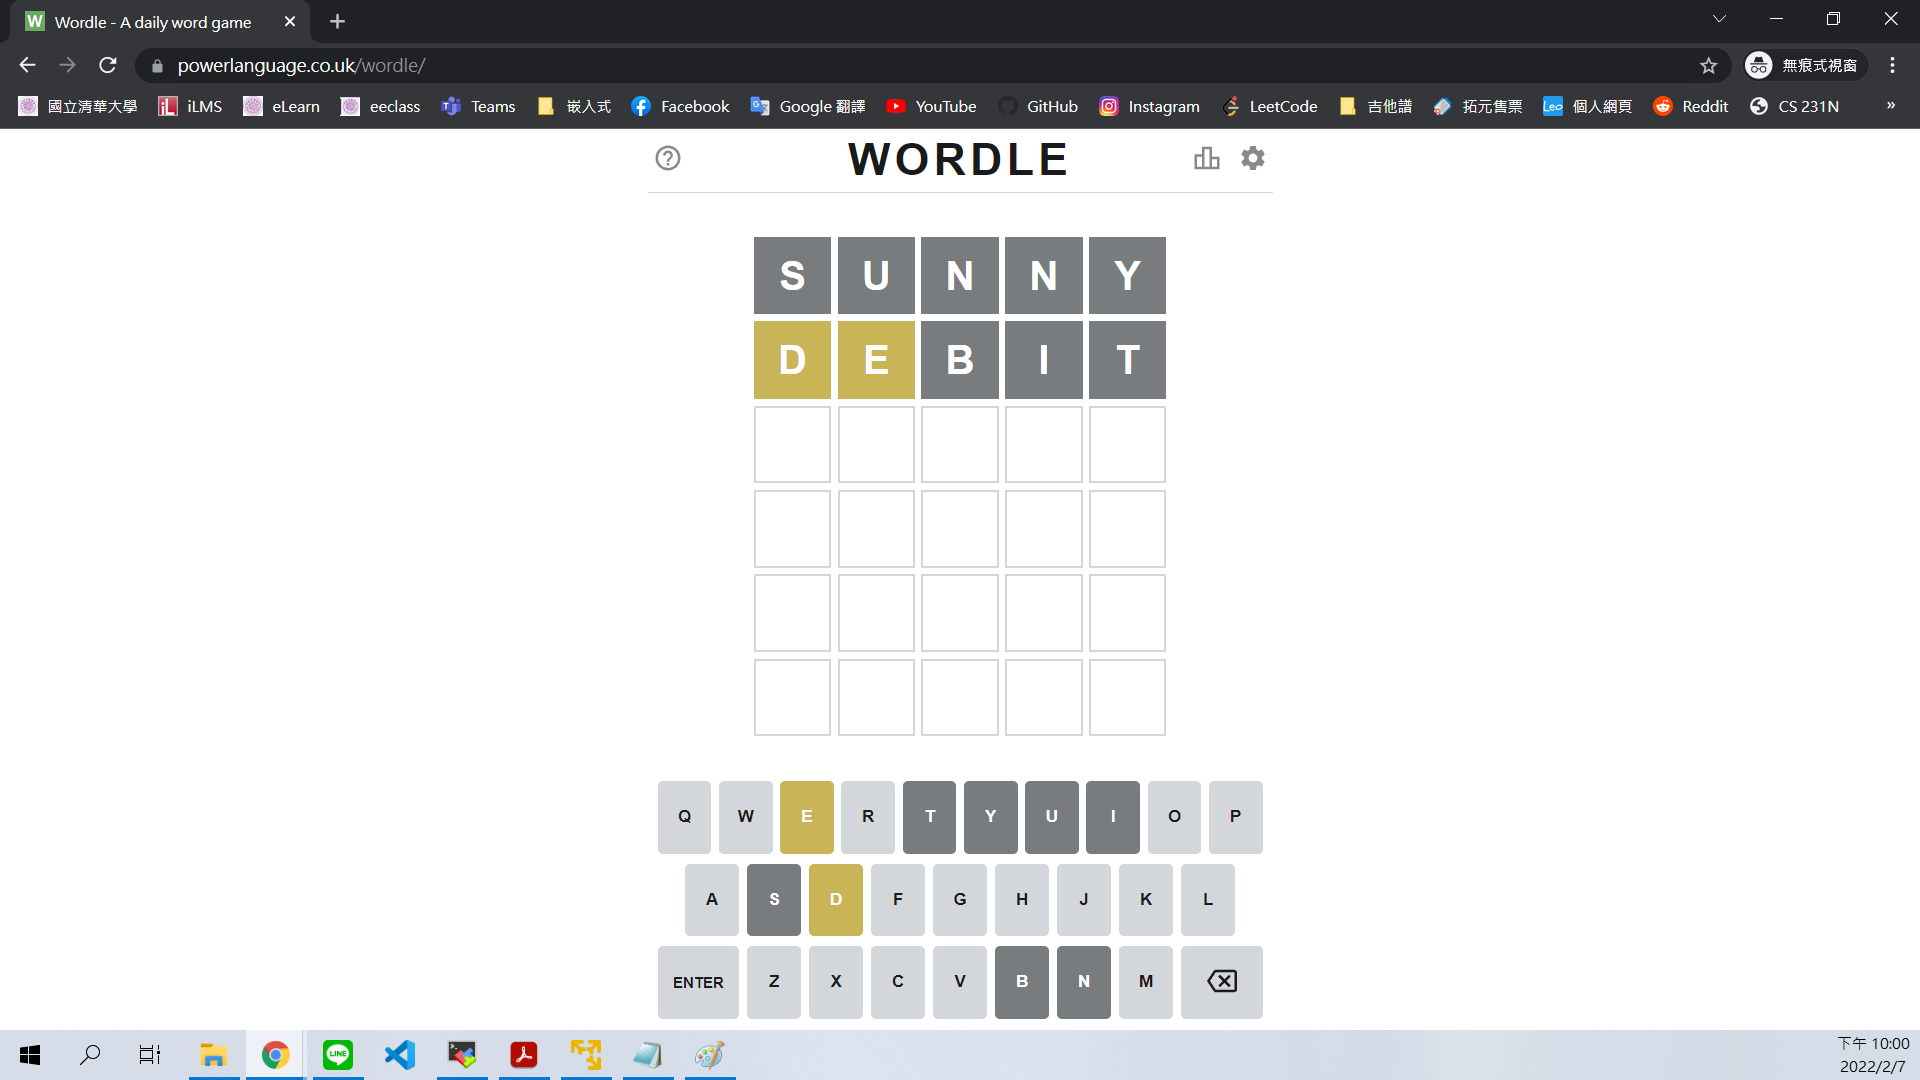 W Wordle - A daily word game
powerlanguage.co.uk/wordle/ 無痕式視窗
國立清華大學 iL iLMS eLearn eeclass Teams 嵌入式 Facebook Google 翻譯 YouTube GitHub Instagram LeetCode 吉他譜 拓元售票 Leo 個人網頁 Reddit CS 231N »
WORDLE
S U N N Y
D E B I T
Q W E R T Y U I O P
A S D F G H J K L
ENTER Z X C V B N M
LINE
下午 10:00
2022/2/7